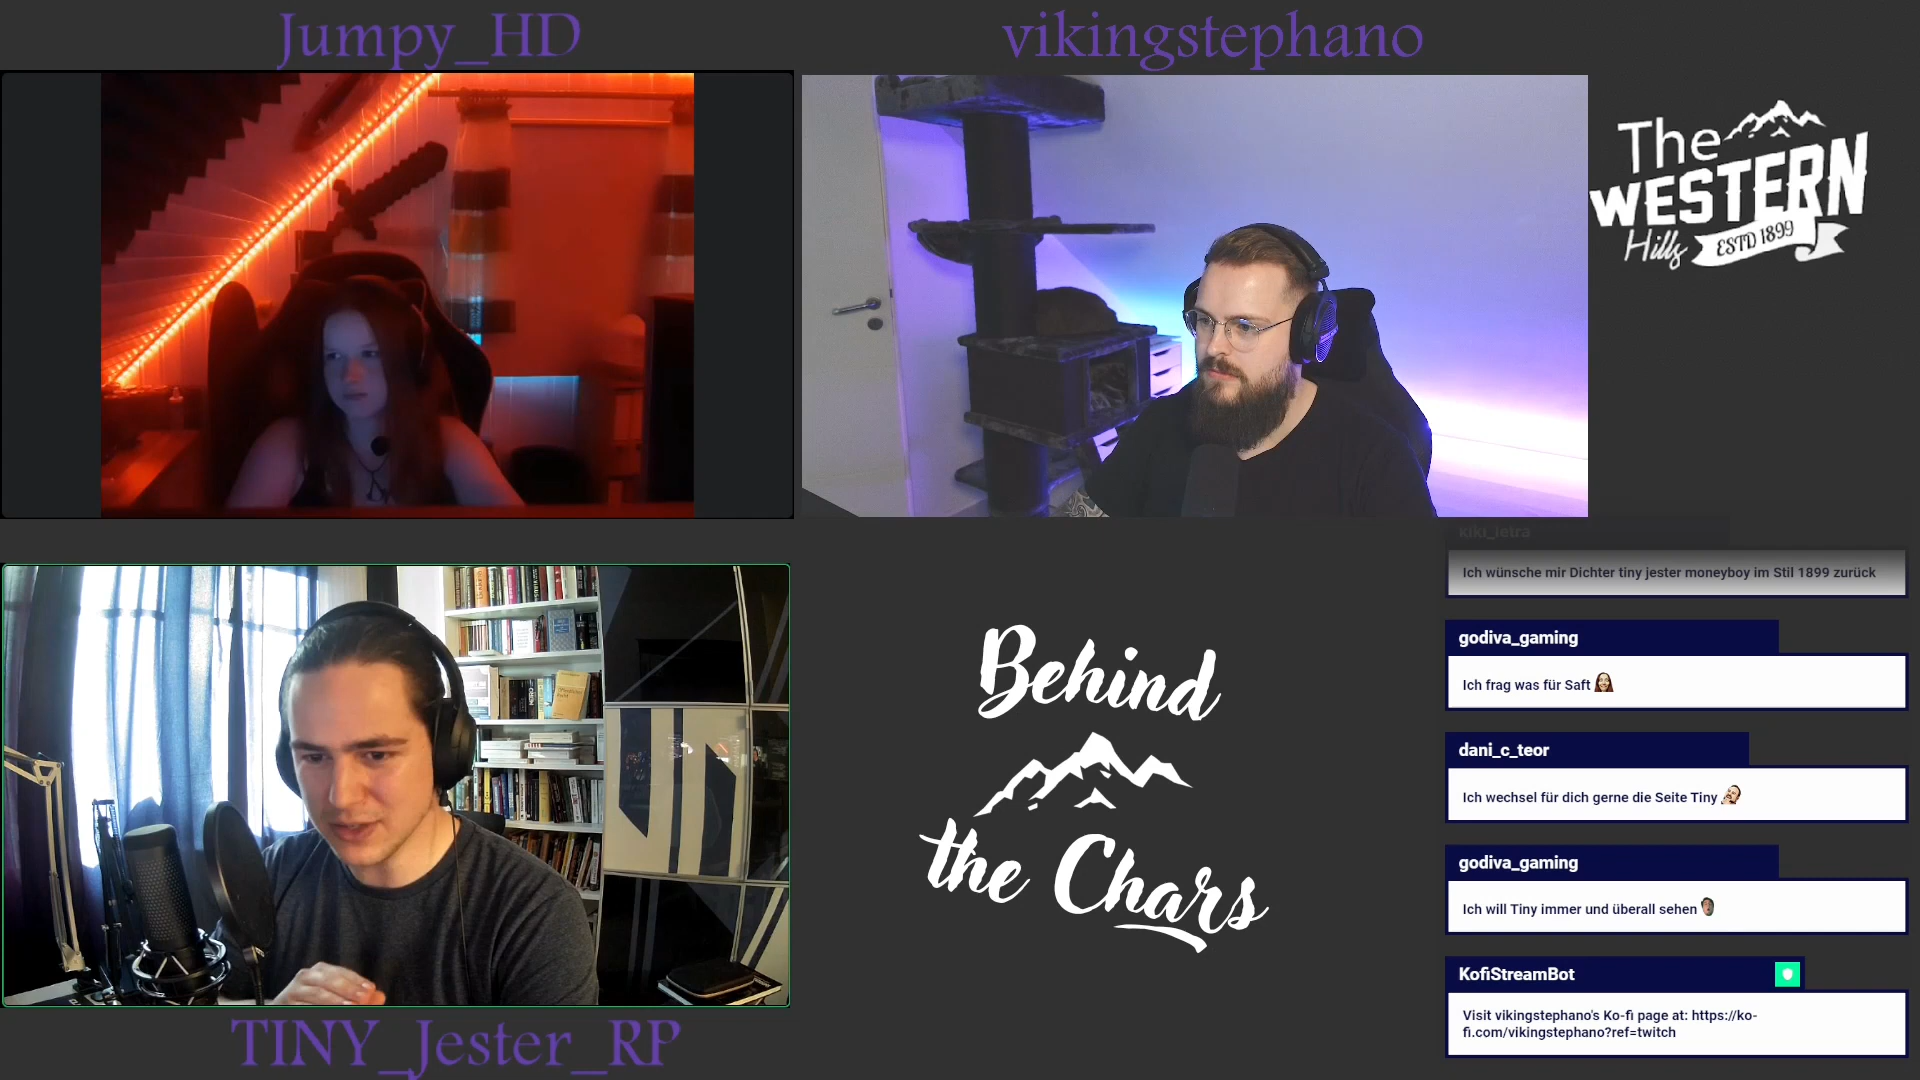 Jumpy_HD
vikingstephano
The
WESTERN
Hills
ESTD 1899
kiki_letra
Ich wünsche mir Dichter tiny jester moneyboy im Stil 1899 zurück
godiva_gaming
Ich frag was für Saft
dani_c_teor
Ich wechsel für dich gerne die Seite Tiny
godiva_gaming
Ich will Tiny immer und überall sehen
KofiStreamBot
Visit vikingstephano's Ko-fi page at: https://ko-
fi.com/vikingstephano?ref=twitch
Behind
the Chars
TINY_Jester_RP